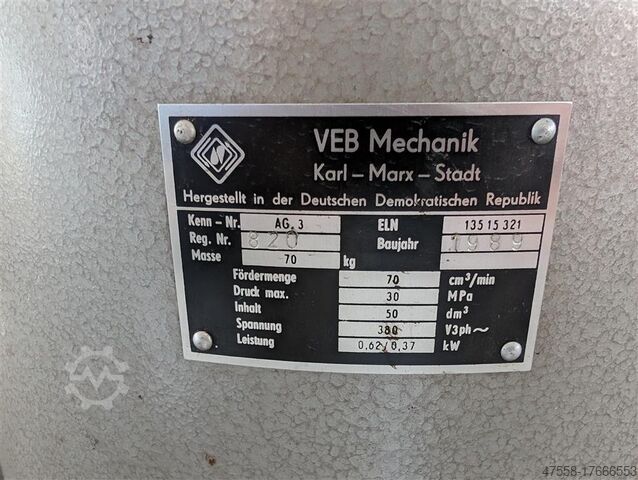 VEB Mechanik
Karl – Marx – Stadt
Hergestellt in der Deutschen Demokratischen Republik
Kenn – Nr. AG. 3 ELN 135 15 321
Reg. Nr. 820 Baujahr 1989
Masse 70 kg
Fördermenge 70 cm³/min
Druck max. 30 MPa
Inhalt 50 dm³
Spannung 380 V3ph~
Leistung 0,62/0,37 kW
47558-17666553